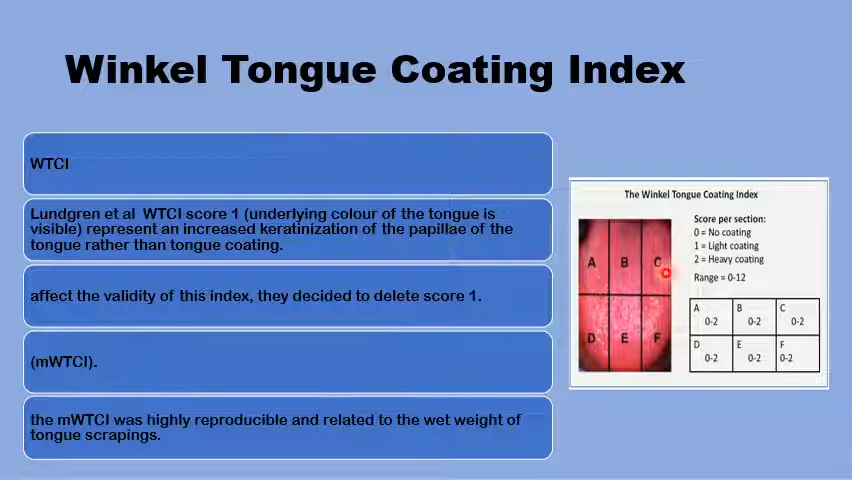 Winkel Tongue Coating Index
WTCI
Lundgren et al WTCI score 1 (underlying colour of the tongue is
visible) represent an increased keratinization of the papillae of the
tongue rather than tongue coating.
affect the validity of this index, they decided to delete score 1.
(mWTCI).
the mWTCI was highly reproducible and related to the wet weight of
tongue scrapings.
The Winkel Tongue Coating Index
A B C
D E F
Score per section:
0 = No coating
1 = Light coating
2 = Heavy coating
Range = 0-12
A B C
0-2 0-2 0-2
D E F
0-2 0-2 0-2